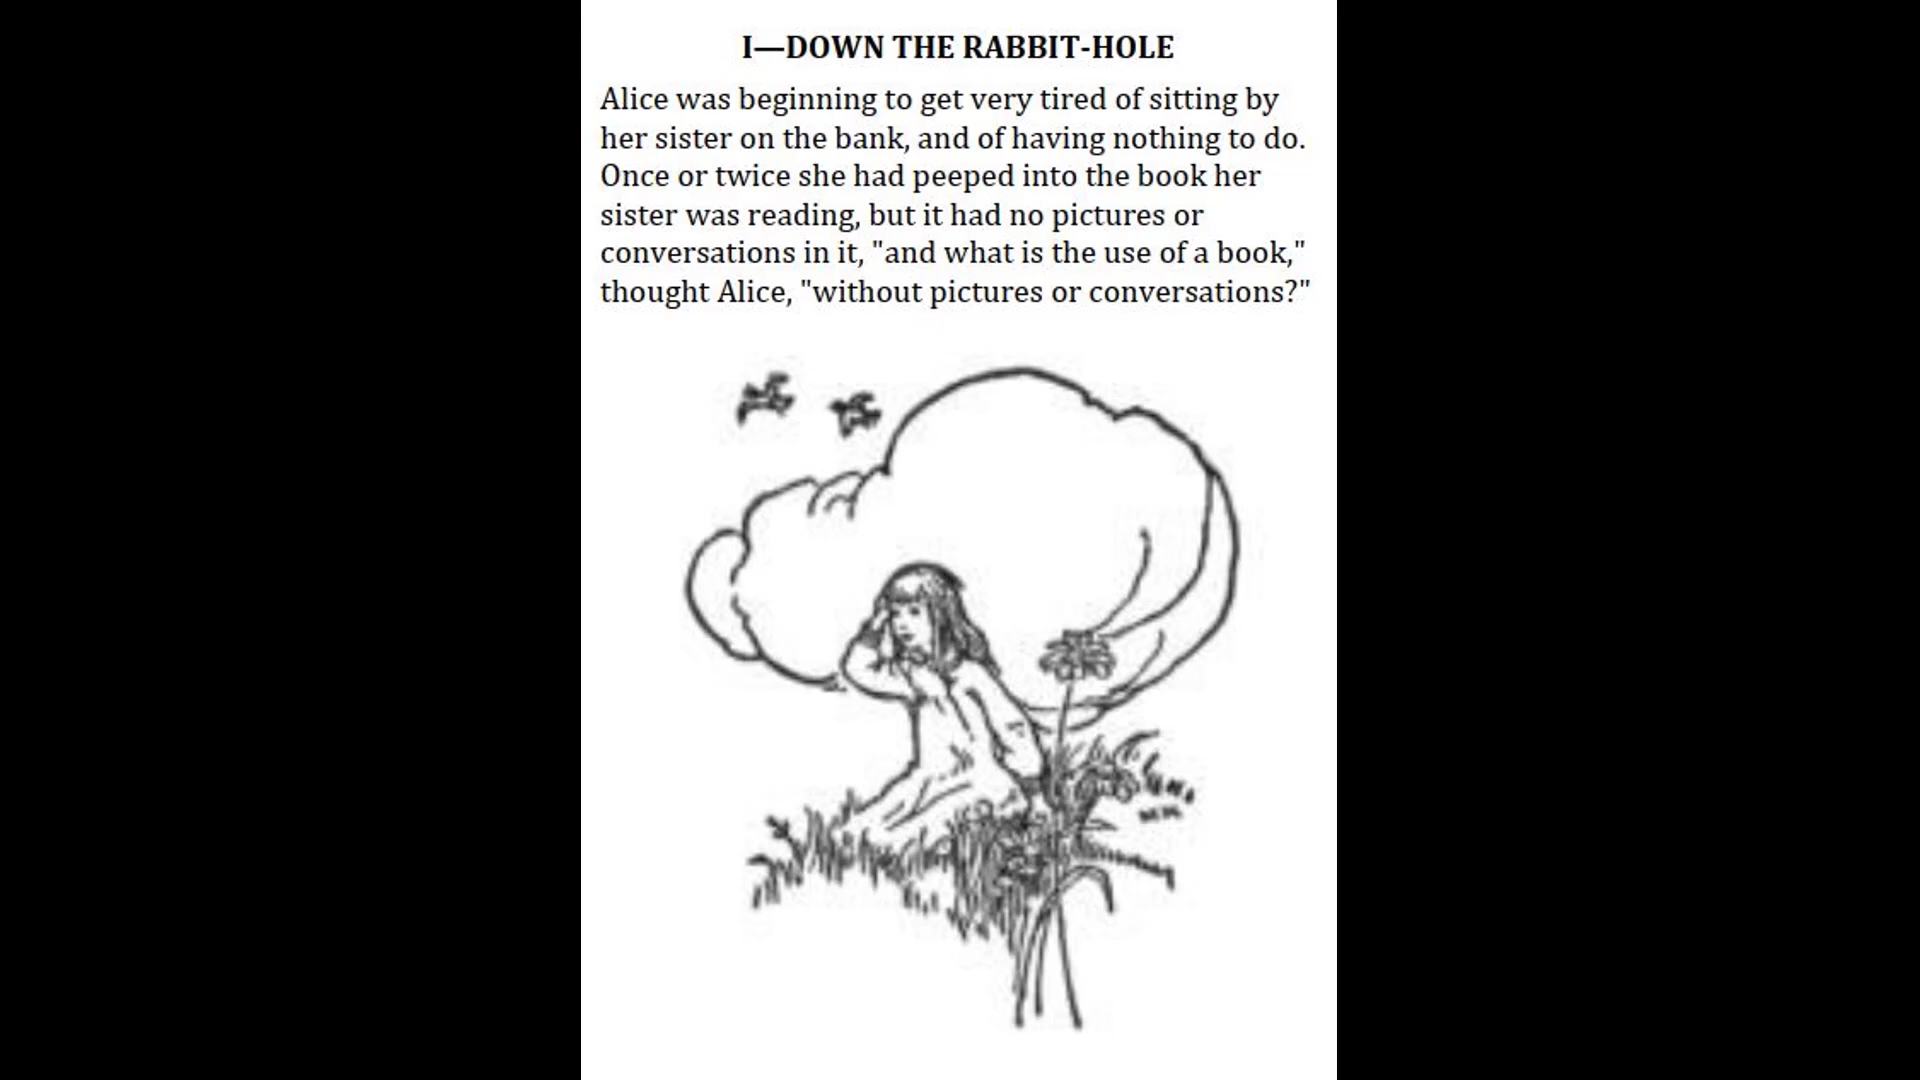 I—DOWN THE RABBIT-HOLE
Alice was beginning to get very tired of sitting by
her sister on the bank, and of having nothing to do.
Once or twice she had peeped into the book her
sister was reading, but it had no pictures or
conversations in it, "and what is the use of a book,"
thought Alice, "without pictures or conversations?"